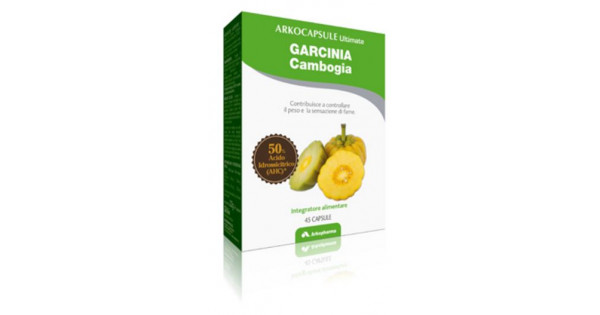 ARKOCAPSULE Ultimate
GARCINIA
Cambogia
Contribuisce a controllare
il peso e la sensazione di fame
50%
Acido
Idrossicitrico
(AHC)*
Integratore alimentare
45 CAPSULE
Arkopharma